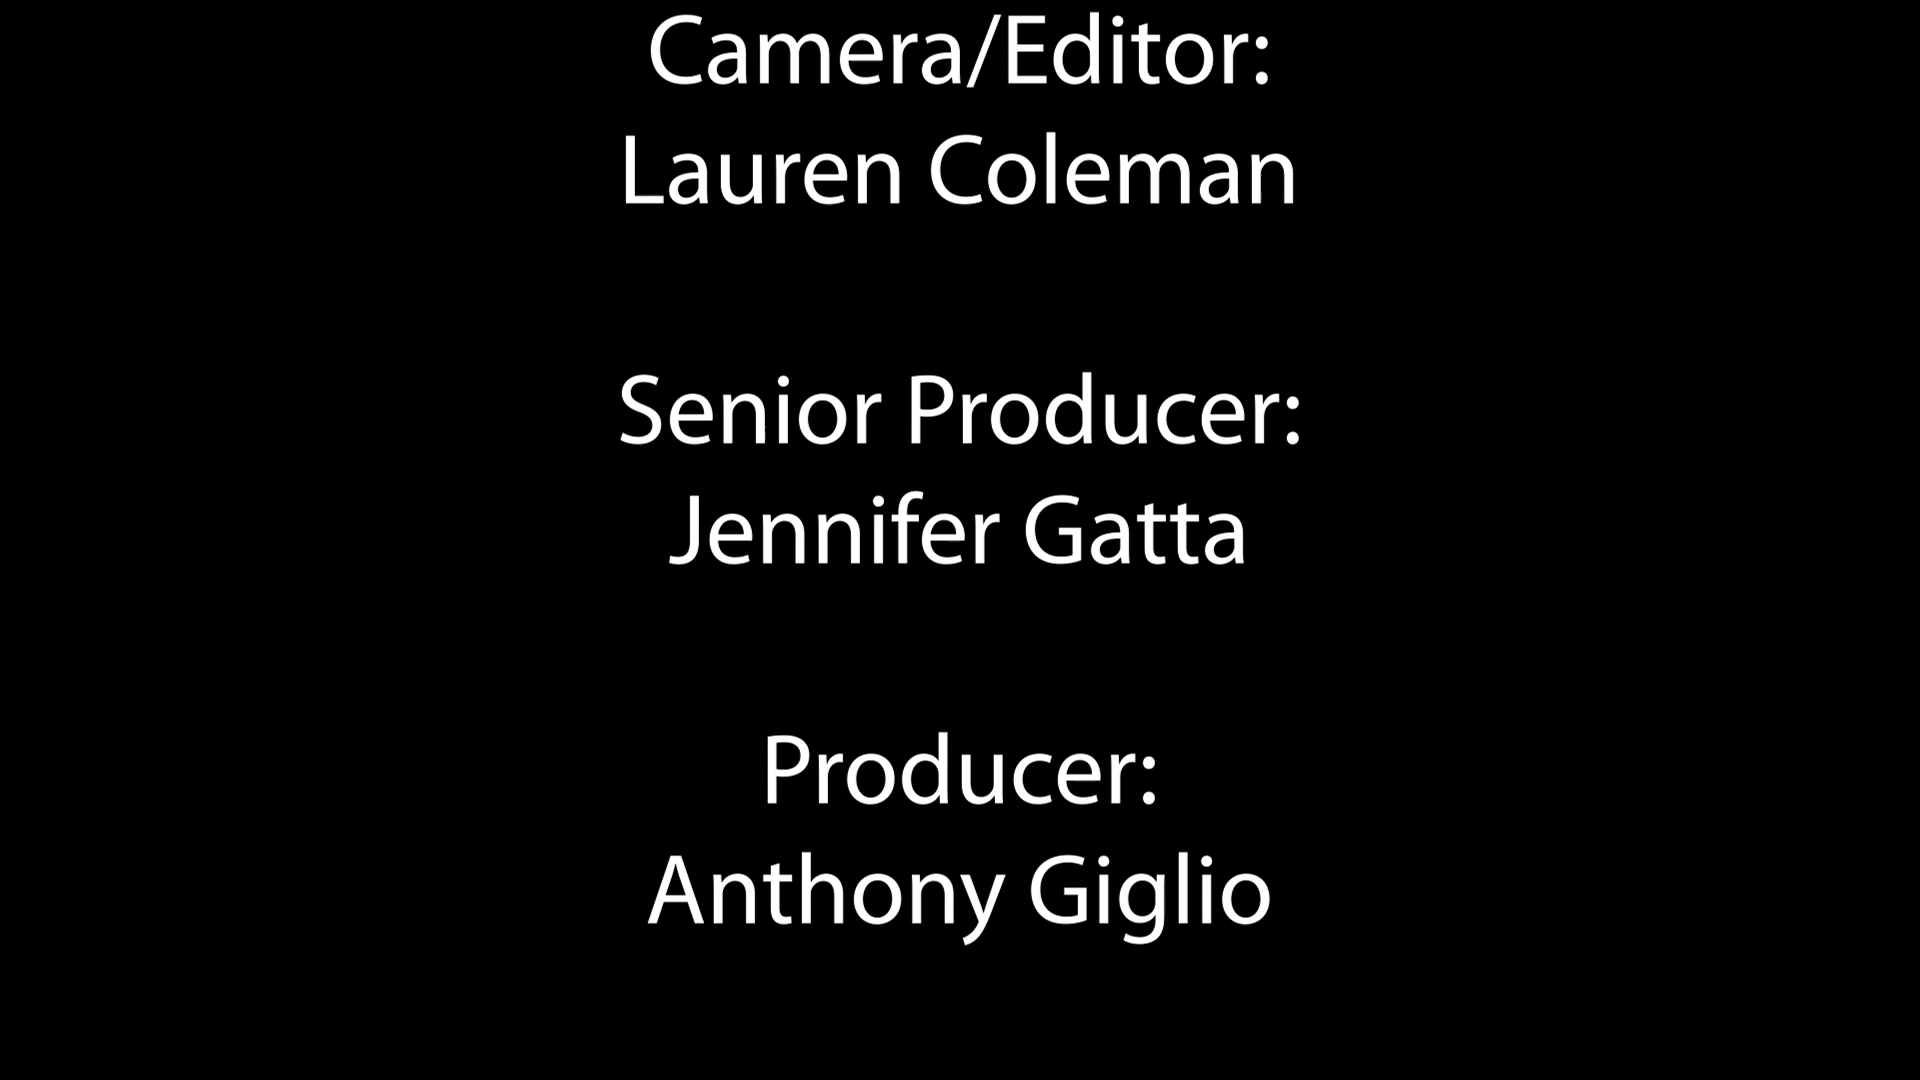 Camera/Editor:
Lauren Coleman
Senior Producer:
Jennifer Gatta
Producer:
Anthony Giglio